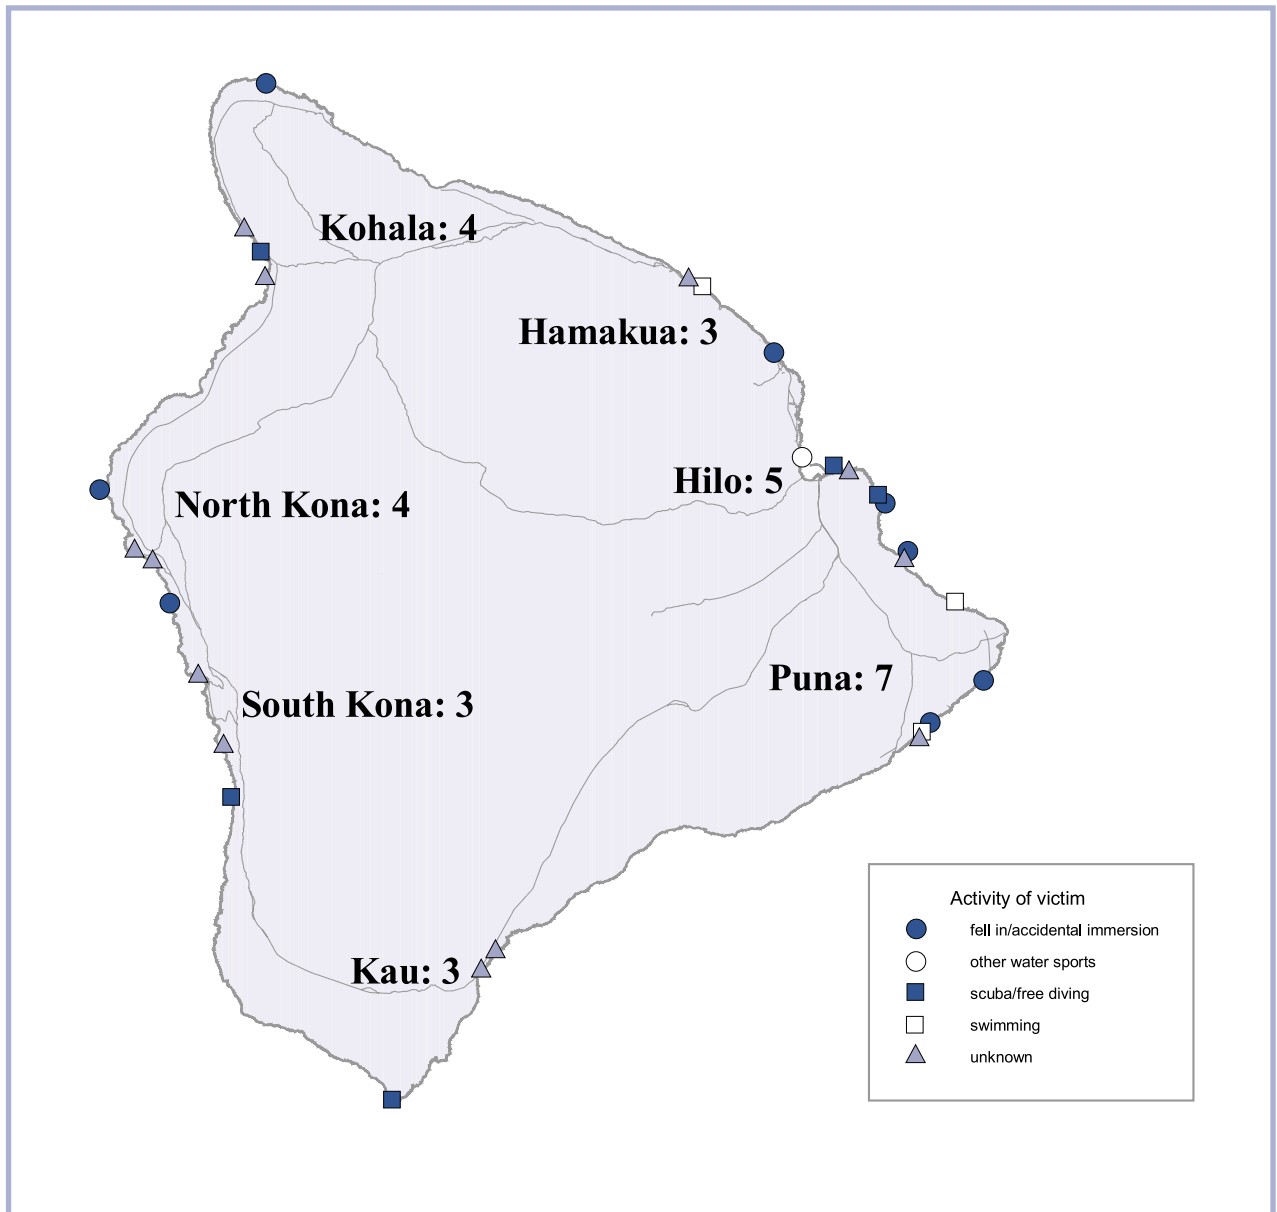 Kohala: 4
Hamakua: 3
Hilo: 5
North Kona: 4
Puna: 7
South Kona: 3
Kau: 3
Activity of victim
fell in/accidental immersion
other water sports
scuba/free diving
swimming
unknown